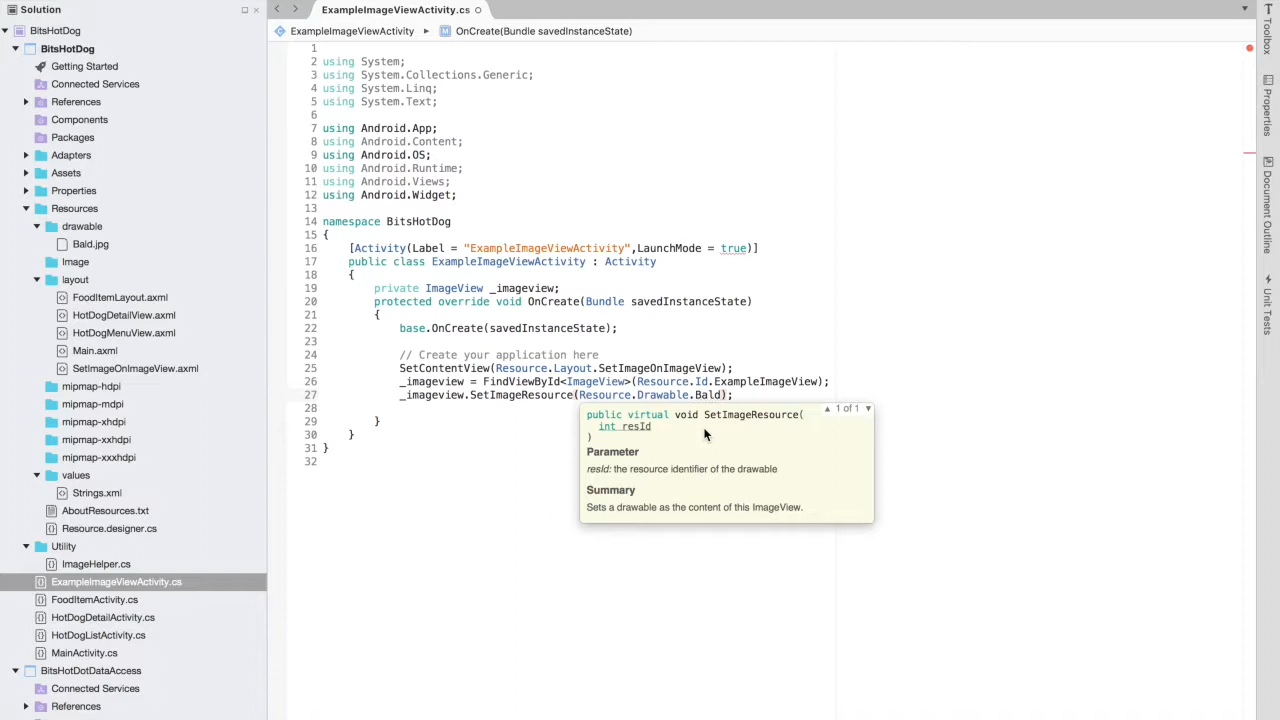 Solution
BitsHotDog
BitsHotDog
Getting Started
Connected Services
References
Components
Packages
Adapters
Assets
Properties
Resources
drawable
Bald.jpg
Image
layout
FoodItemLayout.axml
HotDogDetailView.axml
HotDogMenuView.axml
Main.axml
SetImageOnImageView.axml
mipmap-hdpi
mipmap-mdpi
mipmap-xhdpi
mipmap-xxhdpi
mipmap-xxxhdpi
values
Strings.xml
AboutResources.txt
Resource.designer.cs
Utility
ImageHelper.cs
ExampleImageViewActivity.cs
FoodItemActivity.cs
HotDogDetailActivity.cs
HotDogListActivity.cs
MainActivity.cs
BitsHotDotDataAccess
Connected Services
References
ExampleImageViewActivity.cs
ExampleImageViewActivity ▸ M OnCreate(Bundle savedInstanceState)
1
2 using System;
3 using System.Collections.Generic;
4 using System.Linq;
5 using System.Text;
6
7 using Android.App;
8 using Android.Content;
9 using Android.OS;
10 using Android.Runtime;
11 using Android.Views;
12 using Android.Widget;
13
14 namespace BitsHotDog
15 {
16 [Activity(Label = "ExampleImageViewActivity",LaunchMode = true)]
17 public class ExampleImageViewActivity : Activity
18 {
19 private ImageView _imageview;
20 protected override void OnCreate(Bundle savedInstanceState)
21 {
22 base.OnCreate(savedInstanceState);
23
24 // Create your application here
25 SetContentView(Resource.Layout.SetImageOnImageView);
26 _imageview = FindViewById<ImageView>(Resource.Id.ExampleImageView);
27 _imageview.SetImageResource(Resource.Drawable.Bald);
28
29 }
30 }
31 }
32
▲ 1 of 1 ▼
public virtual void SetImageResource(
int resId
)
Parameter
resId: the resource identifier of the drawable
Summary
Sets a drawable as the content of this ImageView.
Toolbox
Properties
Document Outline
Unit Tests